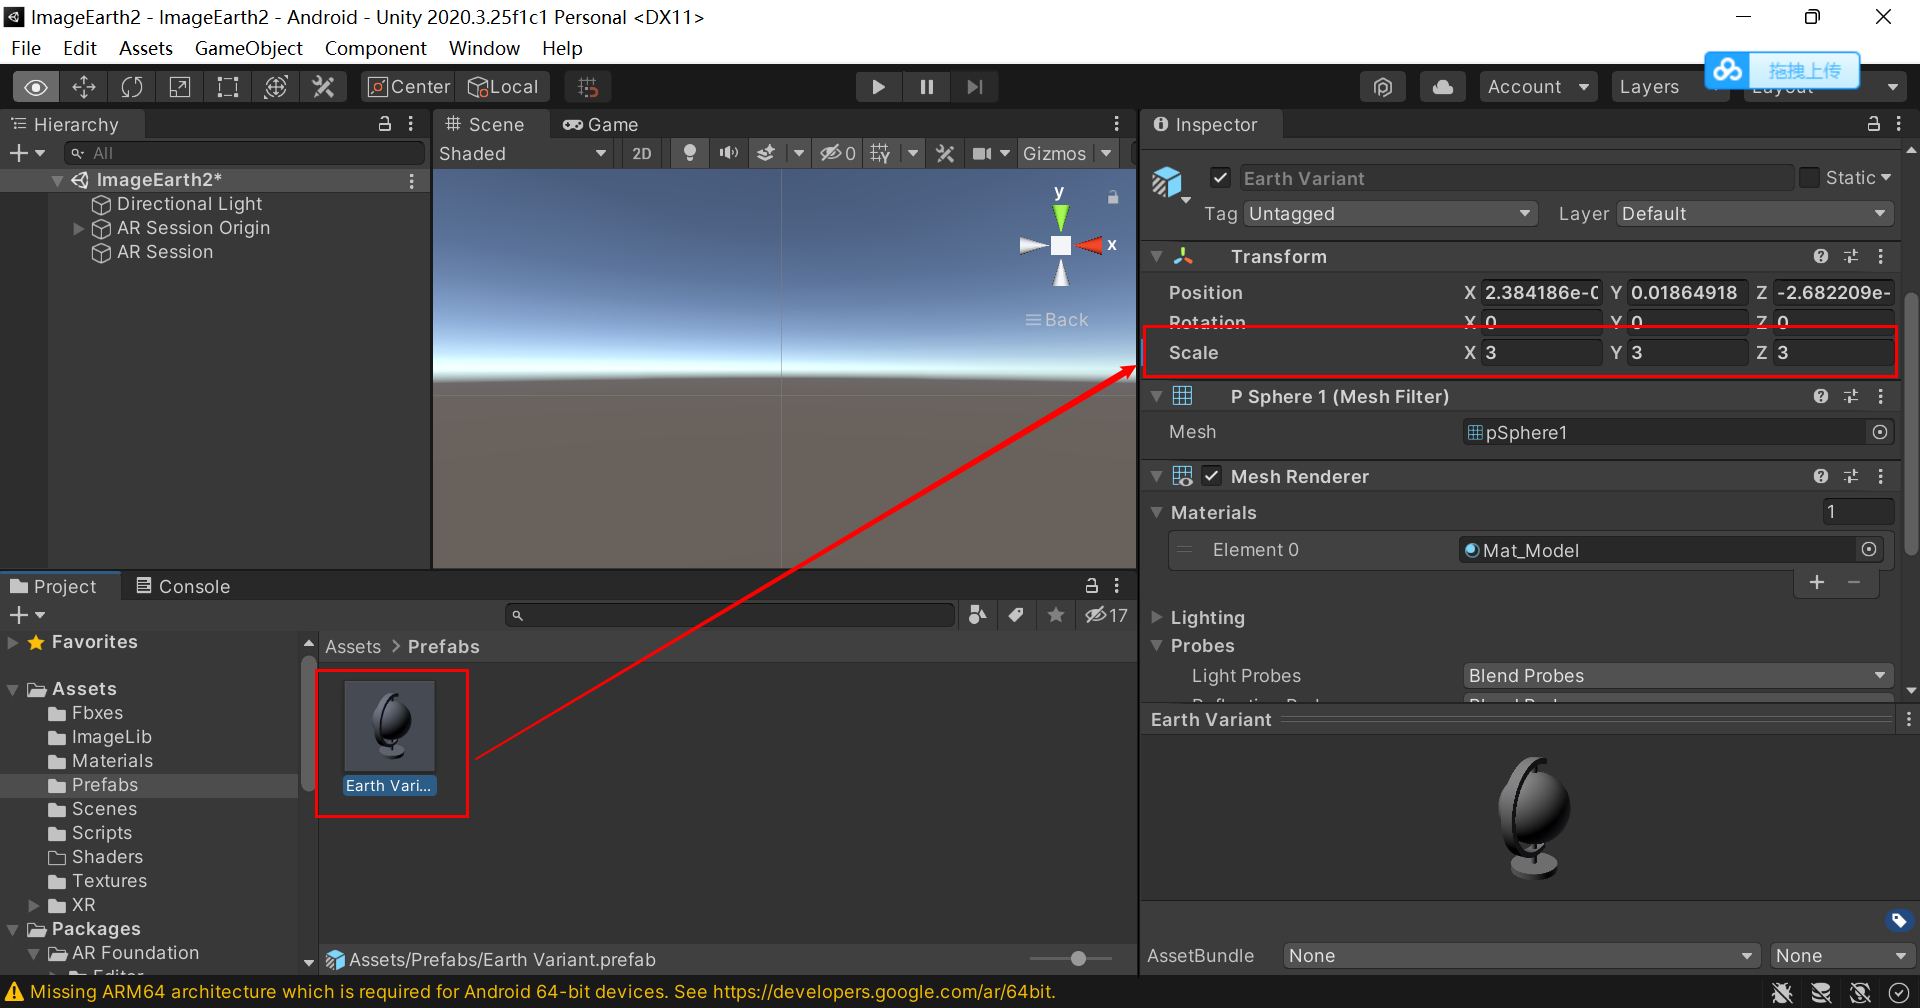 ImageEarth2 - ImageEarth2 - Android - Unity 2020.3.25f1c1 Personal <DX11>
File Edit Assets GameObject Component Window Help
拖拽上传
Center Local Account Layers Layout
Hierarchy
All
ImageEarth2*
Directional Light
AR Session Origin
AR Session
Scene Game
Shaded 2D 0 Gizmos
y
x
Back
Inspector
Earth Variant Static
Tag Untagged Layer Default
Transform
Position X 2.384186e-0 Y 0.01864918 Z -2.682209e-
Rotation X 0 Y 0 Z 0
Scale X 3 Y 3 Z 3
P Sphere 1 (Mesh Filter)
Mesh pSphere1
Mesh Renderer
Materials 1
Element 0 Mat_Model
+ −
Lighting
Probes
Light Probes Blend Probes
Earth Variant
AssetBundle None None
Project Console
17
Favorites
Assets
Fbxes
ImageLib
Materials
Prefabs
Scenes
Scripts
Shaders
Textures
XR
Packages
AR Foundation
Editor
Assets > Prefabs
Earth Vari...
Assets/Prefabs/Earth Variant.prefab
Missing ARM64 architecture which is required for Android 64-bit devices. See https://developers.google.com/ar/64bit.